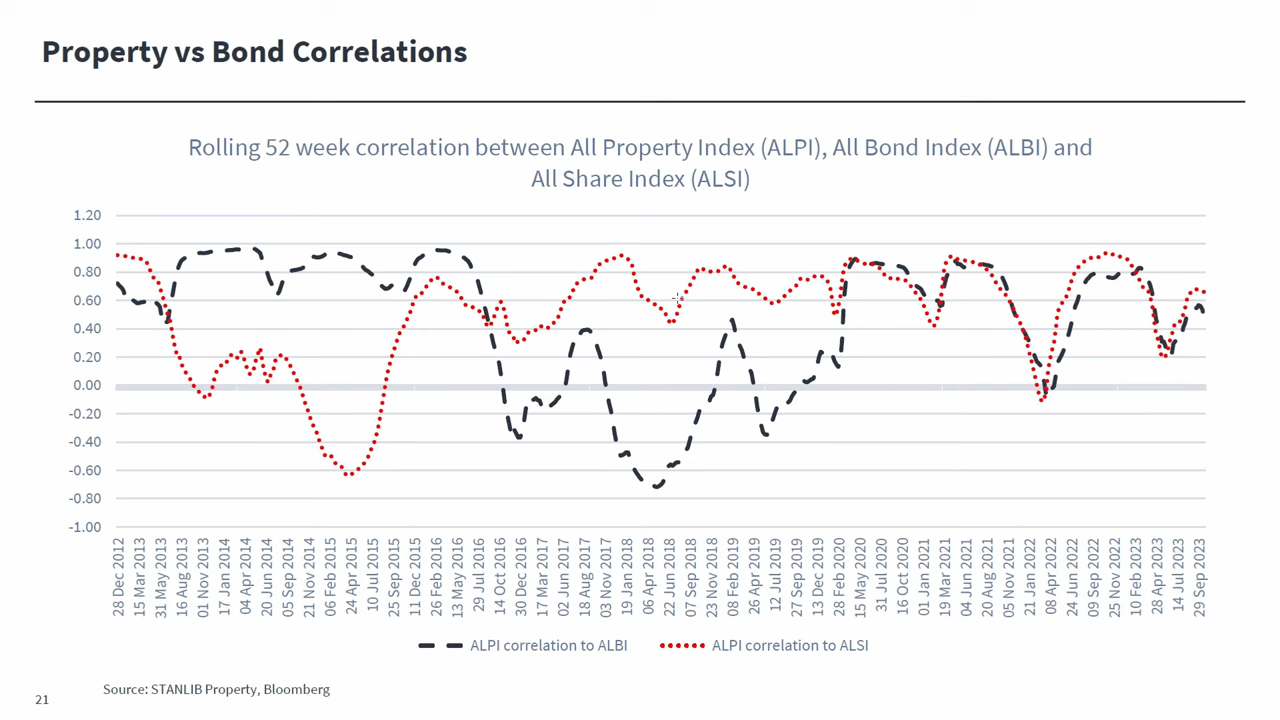 Property vs Bond Correlations
Rolling 52 week correlation between All Property Index (ALPI), All Bond Index (ALBI) and
All Share Index (ALSI)
1.20
1.00
0.80
0.60
0.40
0.20
0.00
-0.20
-0.40
-0.60
-0.80
-1.00
28 Dec 2012
15 Mar 2013
31 May 2013
16 Aug 2013
01 Nov 2013
17 Jan 2014
04 Apr 2014
20 Jun 2014
05 Sep 2014
21 Nov 2014
06 Feb 2015
24 Apr 2015
10 Jul 2015
25 Sep 2015
11 Dec 2015
26 Feb 2016
13 May 2016
29 Jul 2016
14 Oct 2016
30 Dec 2016
17 Mar 2017
02 Jun 2017
18 Aug 2017
03 Nov 2017
19 Jan 2018
06 Apr 2018
22 Jun 2018
07 Sep 2018
23 Nov 2018
08 Feb 2019
26 Apr 2019
12 Jul 2019
27 Sep 2019
13 Dec 2019
28 Feb 2020
15 May 2020
31 Jul 2020
16 Oct 2020
01 Jan 2021
19 Mar 2021
04 Jun 2021
20 Aug 2021
05 Nov 2021
21 Jan 2022
08 Apr 2022
24 Jun 2022
09 Sep 2022
25 Nov 2022
10 Feb 2023
28 Apr 2023
14 Jul 2023
29 Sep 2023
ALPI correlation to ALBI
ALPI correlation to ALSI
Source: STANLIB Property, Bloomberg
21